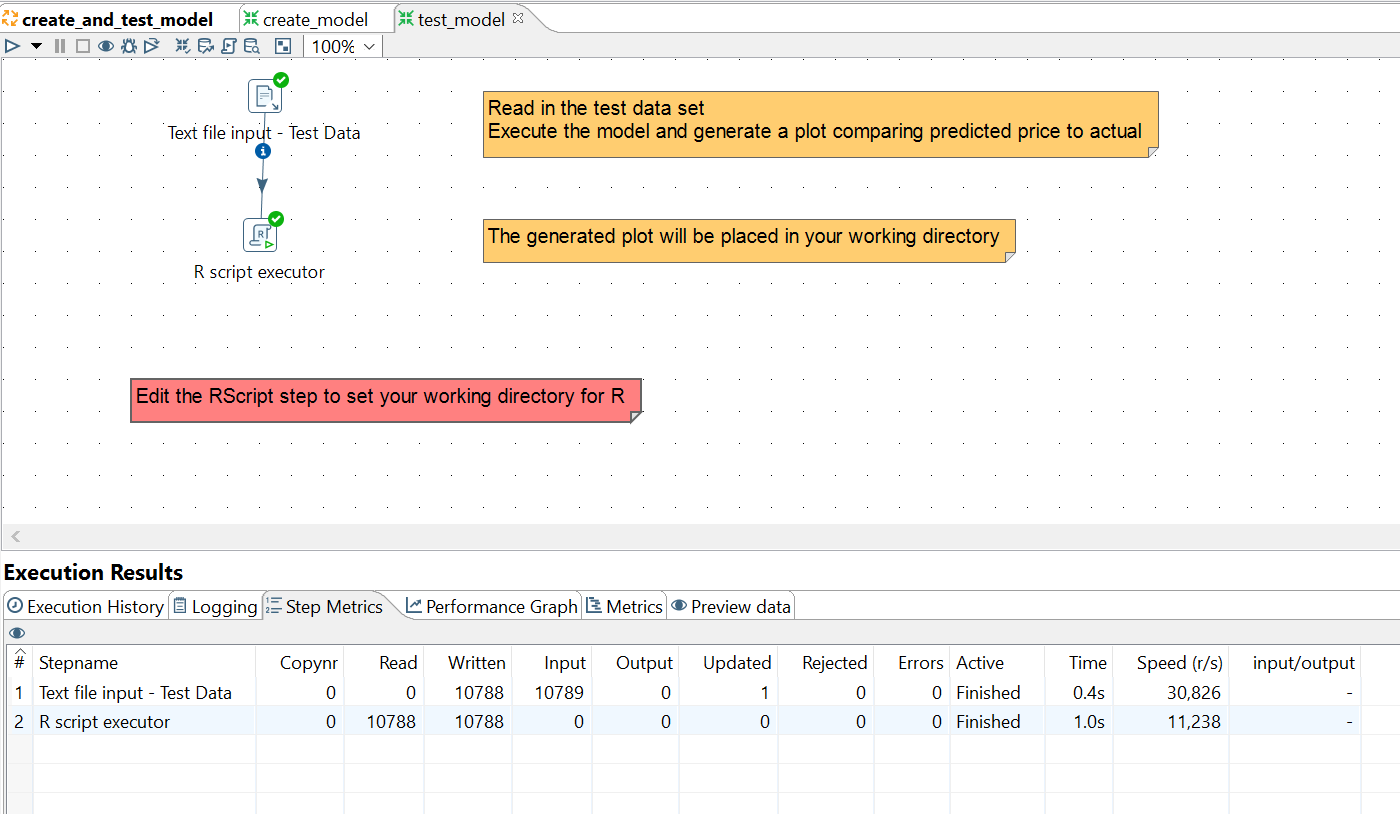 create_and_test_model create_model test_model
100%
Text file input - Test Data
Read in the test data set
Execute the model and generate a plot comparing predicted price to actual
R script executor
The generated plot will be placed in your working directory
Edit the RScript step to set your working directory for R
Execution Results
Execution History Logging Step Metrics Performance Graph Metrics Preview data
# Stepname Copynr Read Written Input Output Updated Rejected Errors Active Time Speed (r/s) input/output
1 Text file input - Test Data 0 0 10788 10789 0 1 0 0 Finished 0.4s 30,826 -
2 R script executor 0 10788 10788 0 0 0 0 0 Finished 1.0s 11,238 -